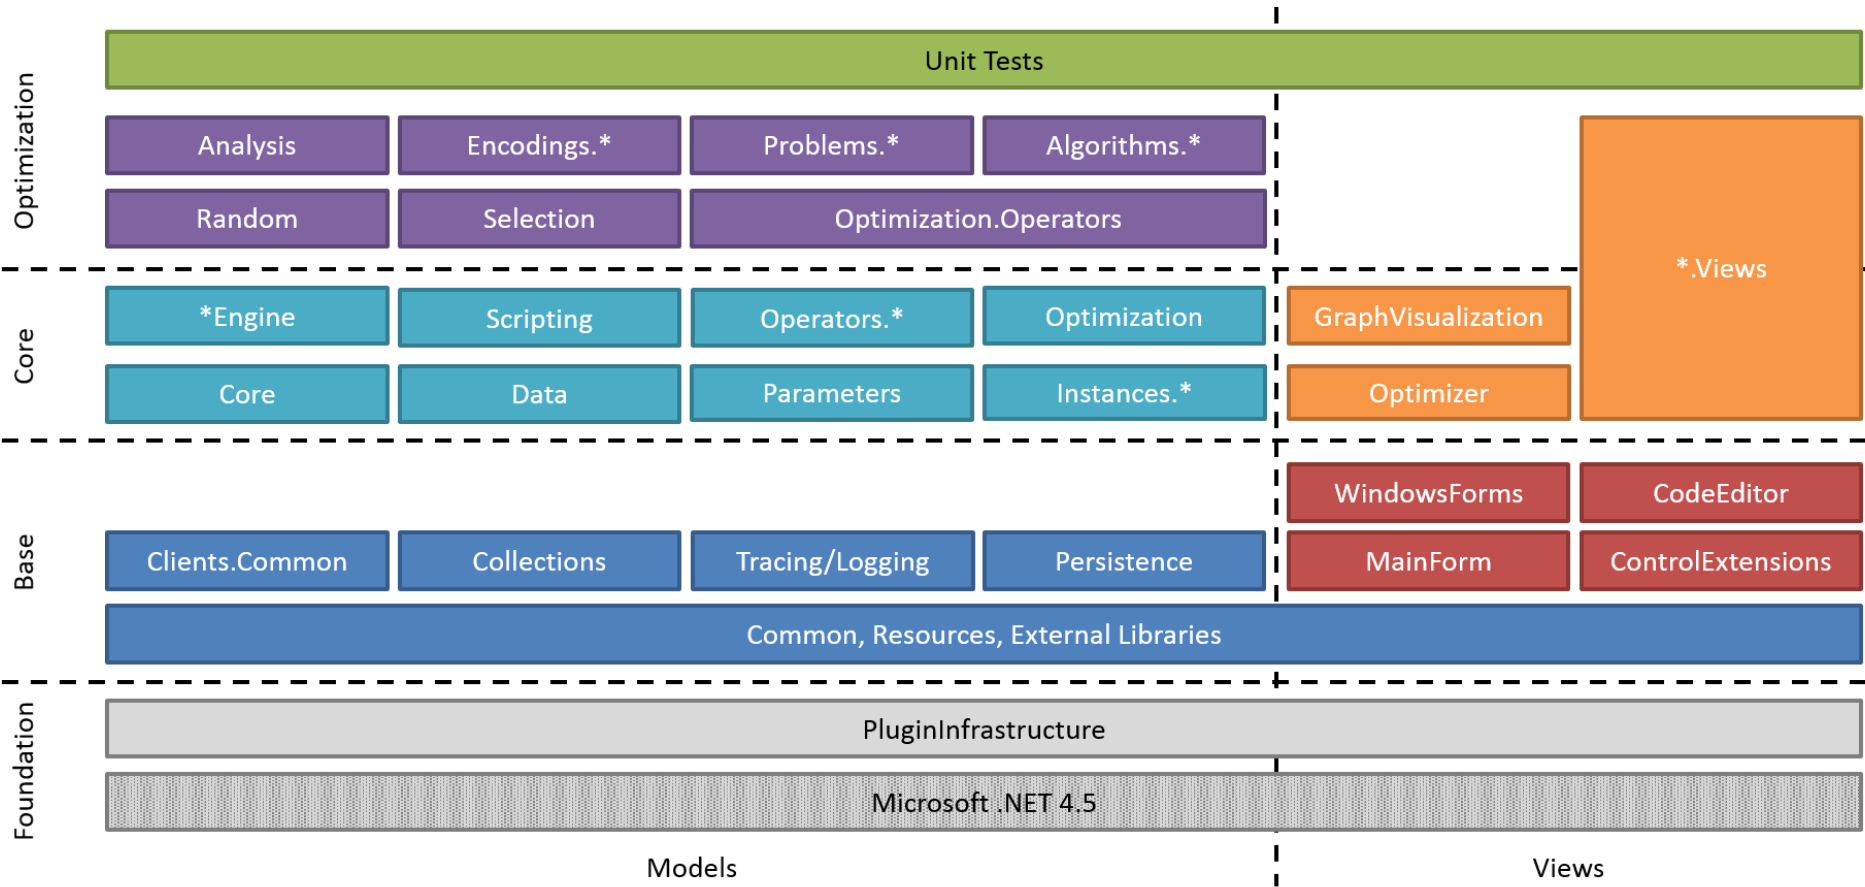 Optimization
Unit Tests
Analysis
Encodings.*
Problems.*
Algorithms.*
Random
Selection
Optimization.Operators
*.Views
Core
*Engine
Scripting
Operators.*
Optimization
GraphVisualization
Core
Data
Parameters
Instances.*
Optimizer
Base
WindowsForms
CodeEditor
Clients.Common
Collections
Tracing/Logging
Persistence
MainForm
ControlExtensions
Common, Resources, External Libraries
Foundation
PluginInfrastructure
Microsoft .NET 4.5
Models
Views